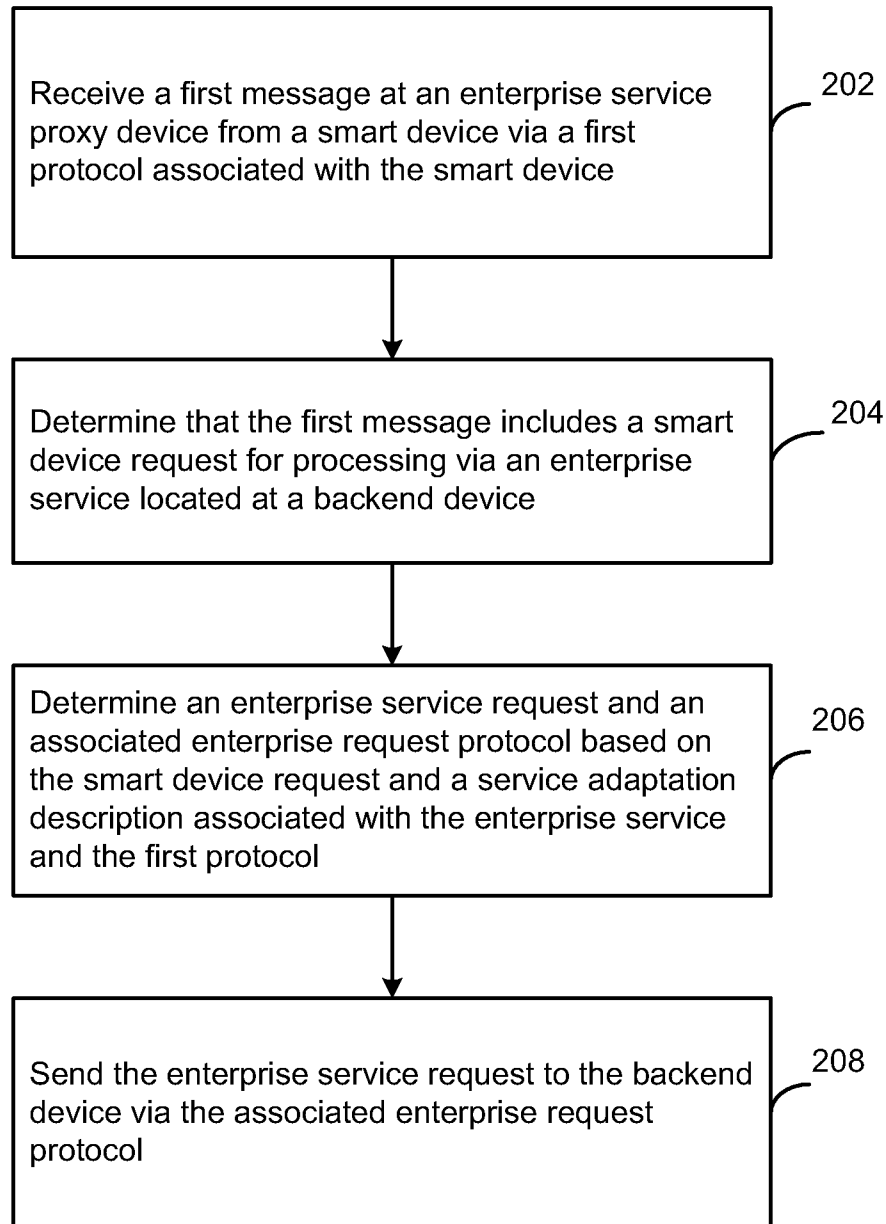 Receive a first message at an enterprise service
proxy device from a smart device via a first
protocol associated with the smart device
202
Determine that the first message includes a smart
device request for processing via an enterprise
service located at a backend device
204
Determine an enterprise service request and an
associated enterprise request protocol based on
the smart device request and a service adaptation
description associated with the enterprise service
and the first protocol
206
Send the enterprise service request to the backend
device via the associated enterprise request
protocol
208